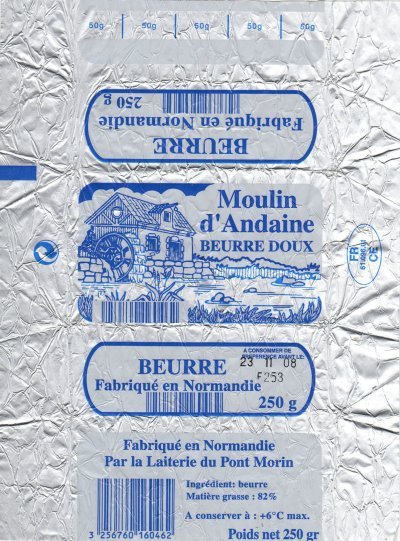 50g 50g 50g 50g 50g
BEURRE
Fabriqué en Normandie
250 g
Moulin
d'Andaine
BEURRE DOUX
FR
CE
A CONSOMMER DE
PREFERENCE AVANT LE:
23 11 08
F253
BEURRE
Fabriqué en Normandie
250 g
Fabriqué en Normandie
Par la Laiterie du Pont Morin
Ingrédient: beurre
Matière grasse : 82%
A conserver à : +6°C max.
3 256760 160462
Poids net 250 gr